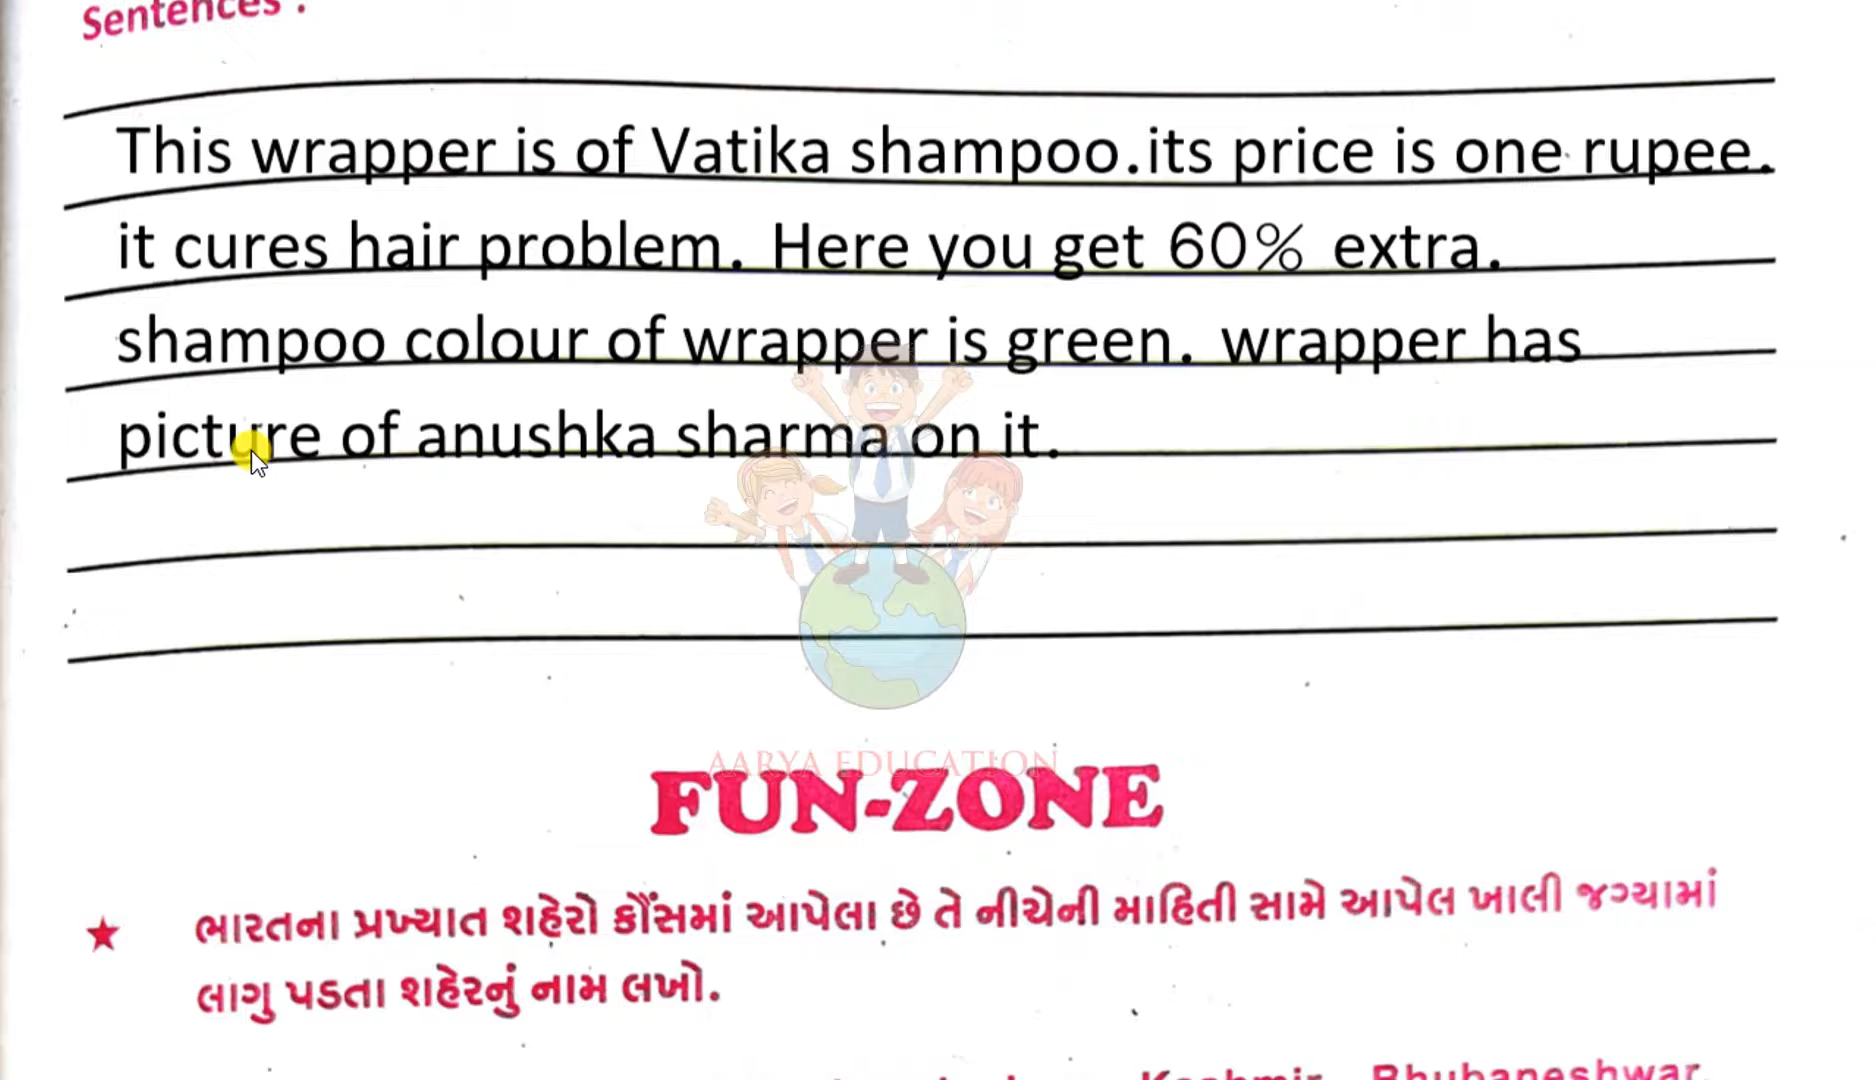 Sentences :
This wrapper is of Vatika shampoo.its price is one rupee.
it cures hair problem. Here you get 60% extra.
shampoo colour of wrapper is green. wrapper has
picture of anushka sharma on it.
AARYA EDUCATION
FUN-ZONE
★ ભારતના પ્રખ્યાત શહેરો કૌંસમાં આપેલા છે તે નીચેની માહિતી સામે આપેલ ખાલી જગ્યામાં
લાગુ પડતા શહેરનું નામ લખો.
Kashmir, Bhubaneshwar,